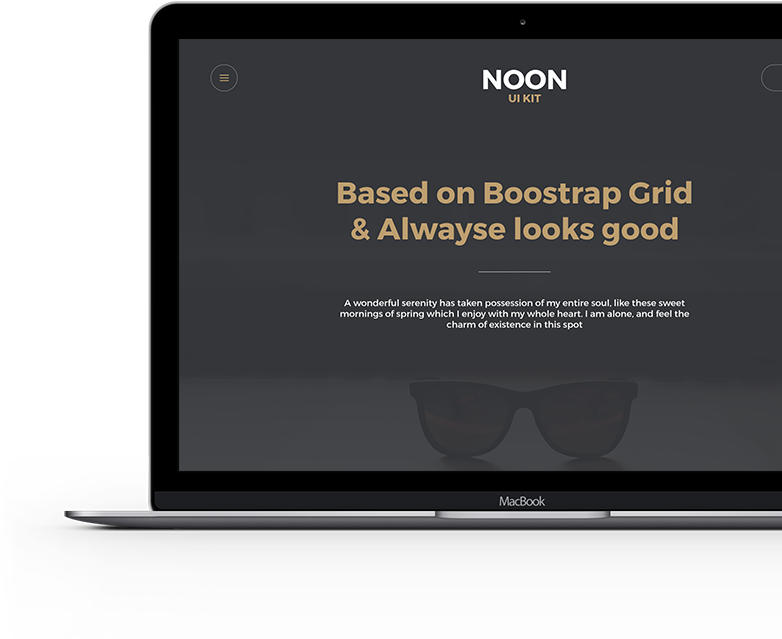 NOON
UI KIT
Based on Boostrap Grid
& Alwayse looks good
A wonderful serenity has taken possession of my entire soul, like these sweet
mornings of spring which I enjoy with my whole heart. I am alone, and feel the
charm of existence in this spot
MacBook